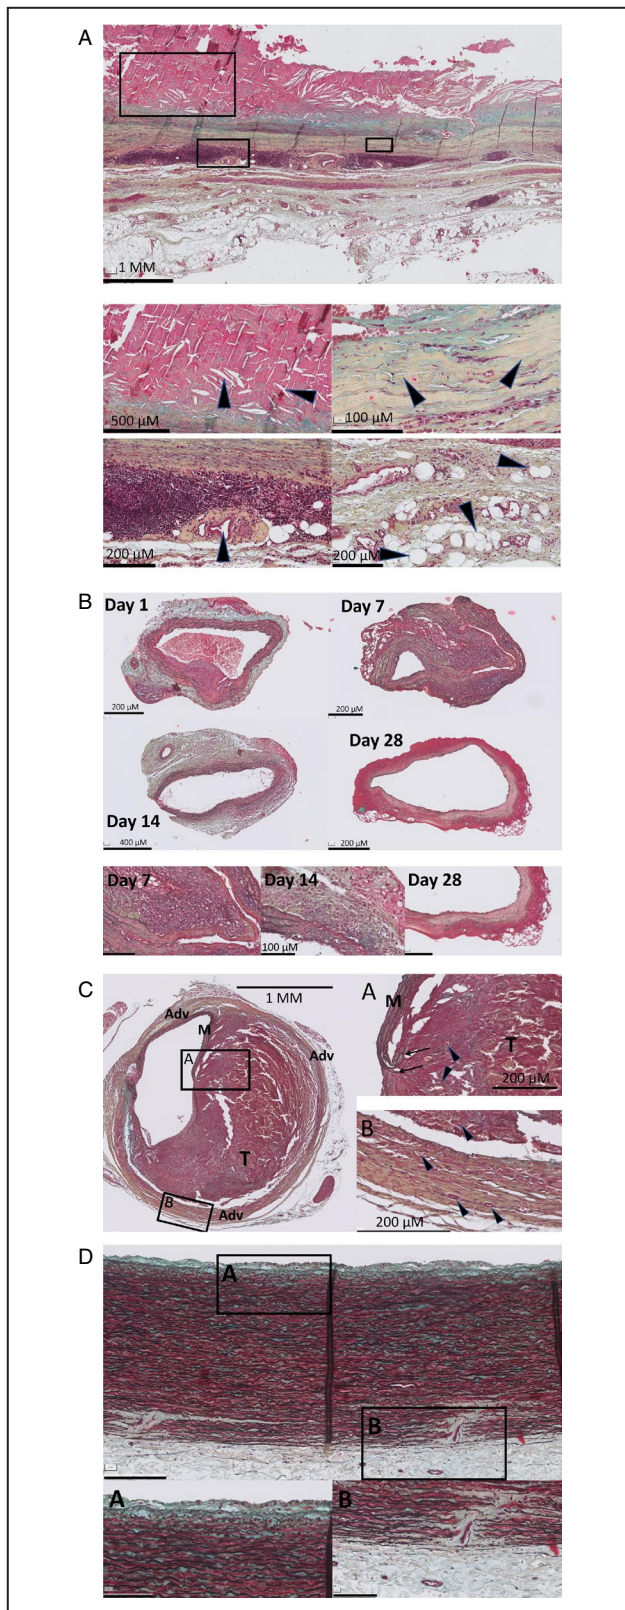 A
1 MM
500 µM
100 µM
200 µM
200 µM
B
Day 1
Day 7
200 µM
200 µM
Day 14
Day 28
400 µM
200 µM
Day 7
Day 14
Day 28
100 µM
C
1 MM
Adv
M
Adv
A
T
B
Adv
A
M
T
200 µM
B
200 µM
D
A
B
A
B